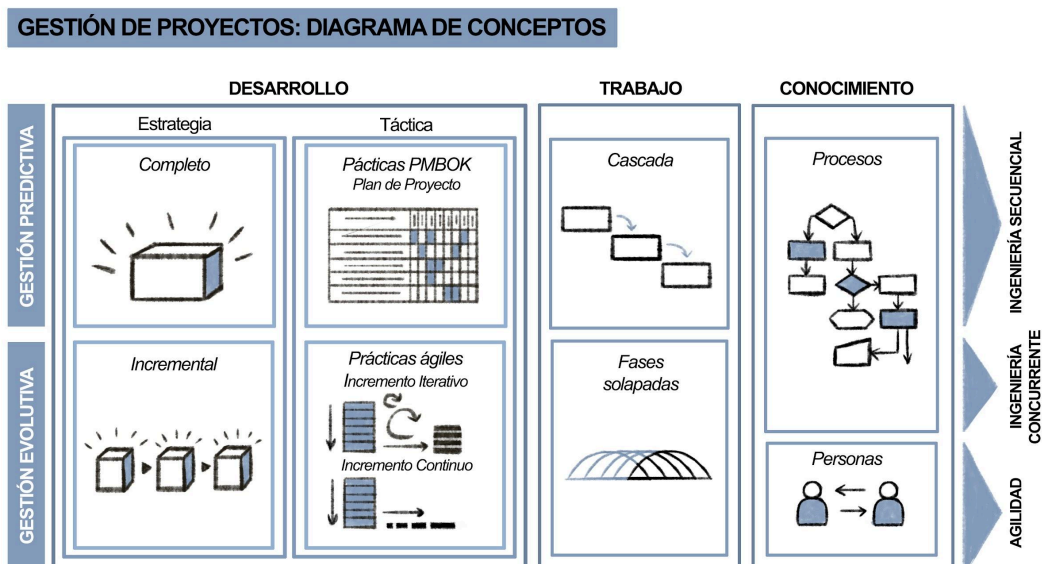 GESTIÓN DE PROYECTOS: DIAGRAMA DE CONCEPTOS
DESARROLLO
TRABAJO
CONOCIMIENTO
GESTIÓN PREDICTIVA
Estrategia
Táctica
Completo
Pácticas PMBOK
Plan de Proyecto
Cascada
Procesos
INGENIERÍA SECUENCIAL
GESTIÓN EVOLUTIVA
Incremental
Prácticas ágiles
Incremento Iterativo
Incremento Continuo
Fases
solapadas
INGENIERÍA
CONCURRENTE
Personas
AGILIDAD